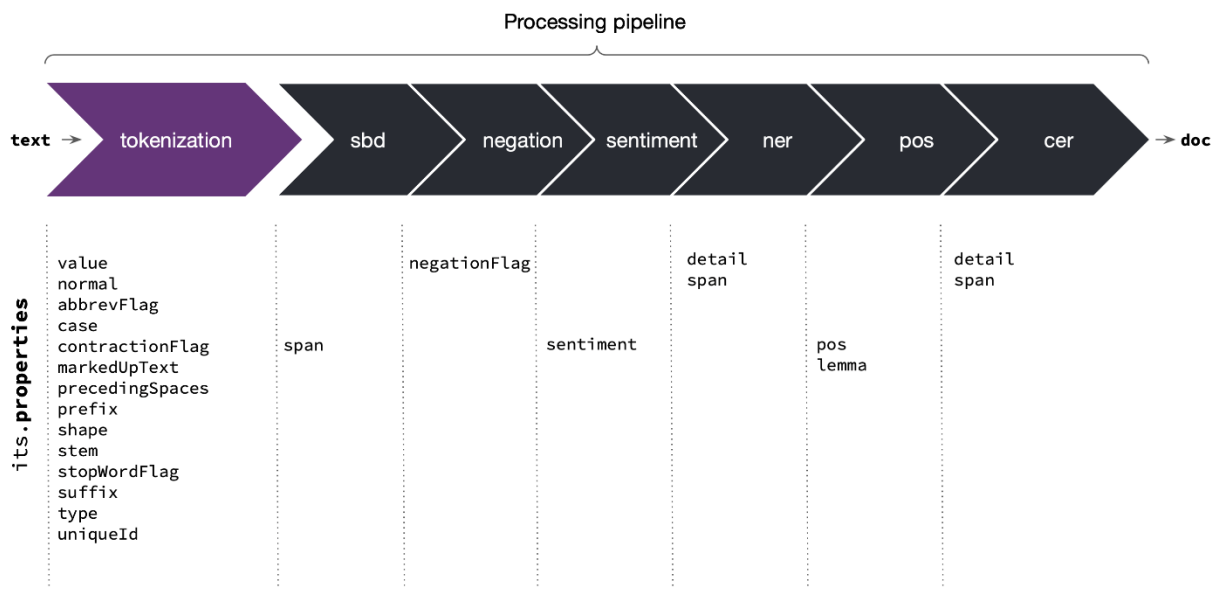 Processing pipeline
text
tokenization
sbd
negation
sentiment
ner
pos
cer
doc
its.properties
value
normal
abbrevFlag
case
contractionFlag
markedUpText
precedingSpaces
prefix
shape
stem
stopWordFlag
suffix
type
uniqueId
span
negationFlag
sentiment
detail
span
pos
lemma
detail
span